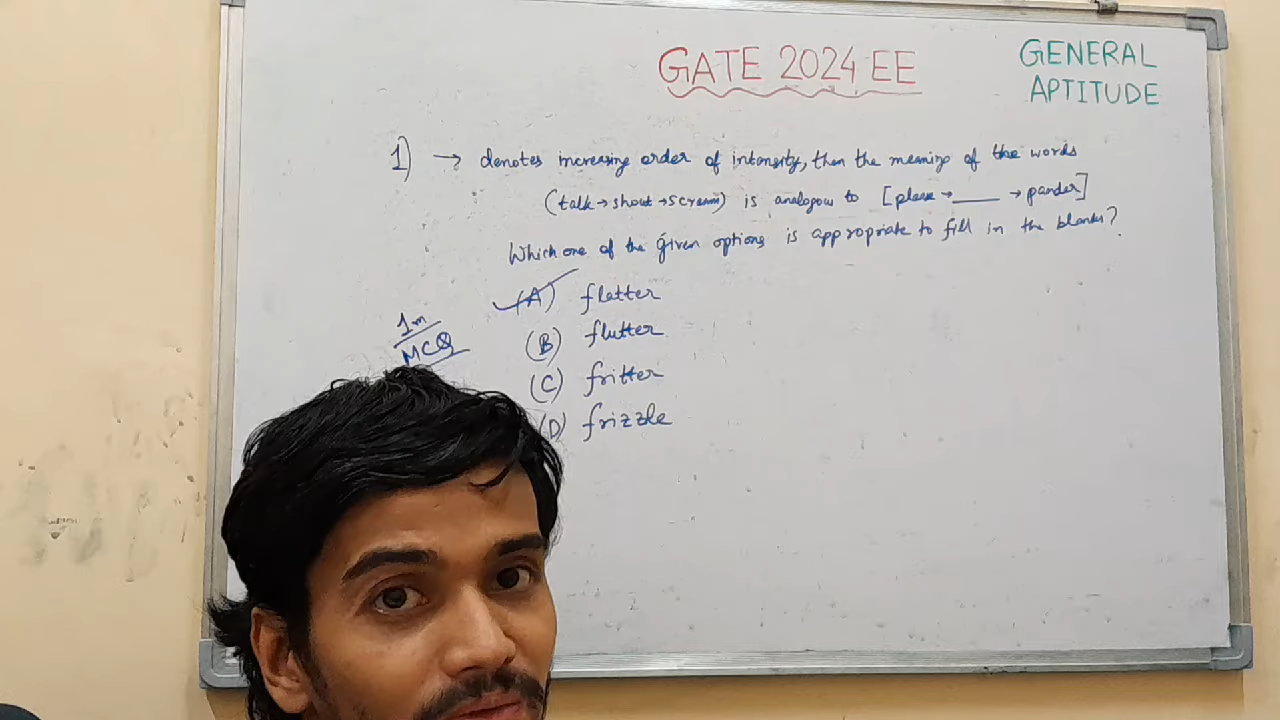 GATE 2024 EE
GENERAL
APTITUDE
1) → denotes increasing order of intensity, then the meaning of the words
(talk → shout → scream) is analogous to [please → ____ → pander]
Which one of the given options is appropriate to fill in the blanks?
(A) flatter
(B) flutter
(C) fritter
(D) frizzle
1m
MCQ